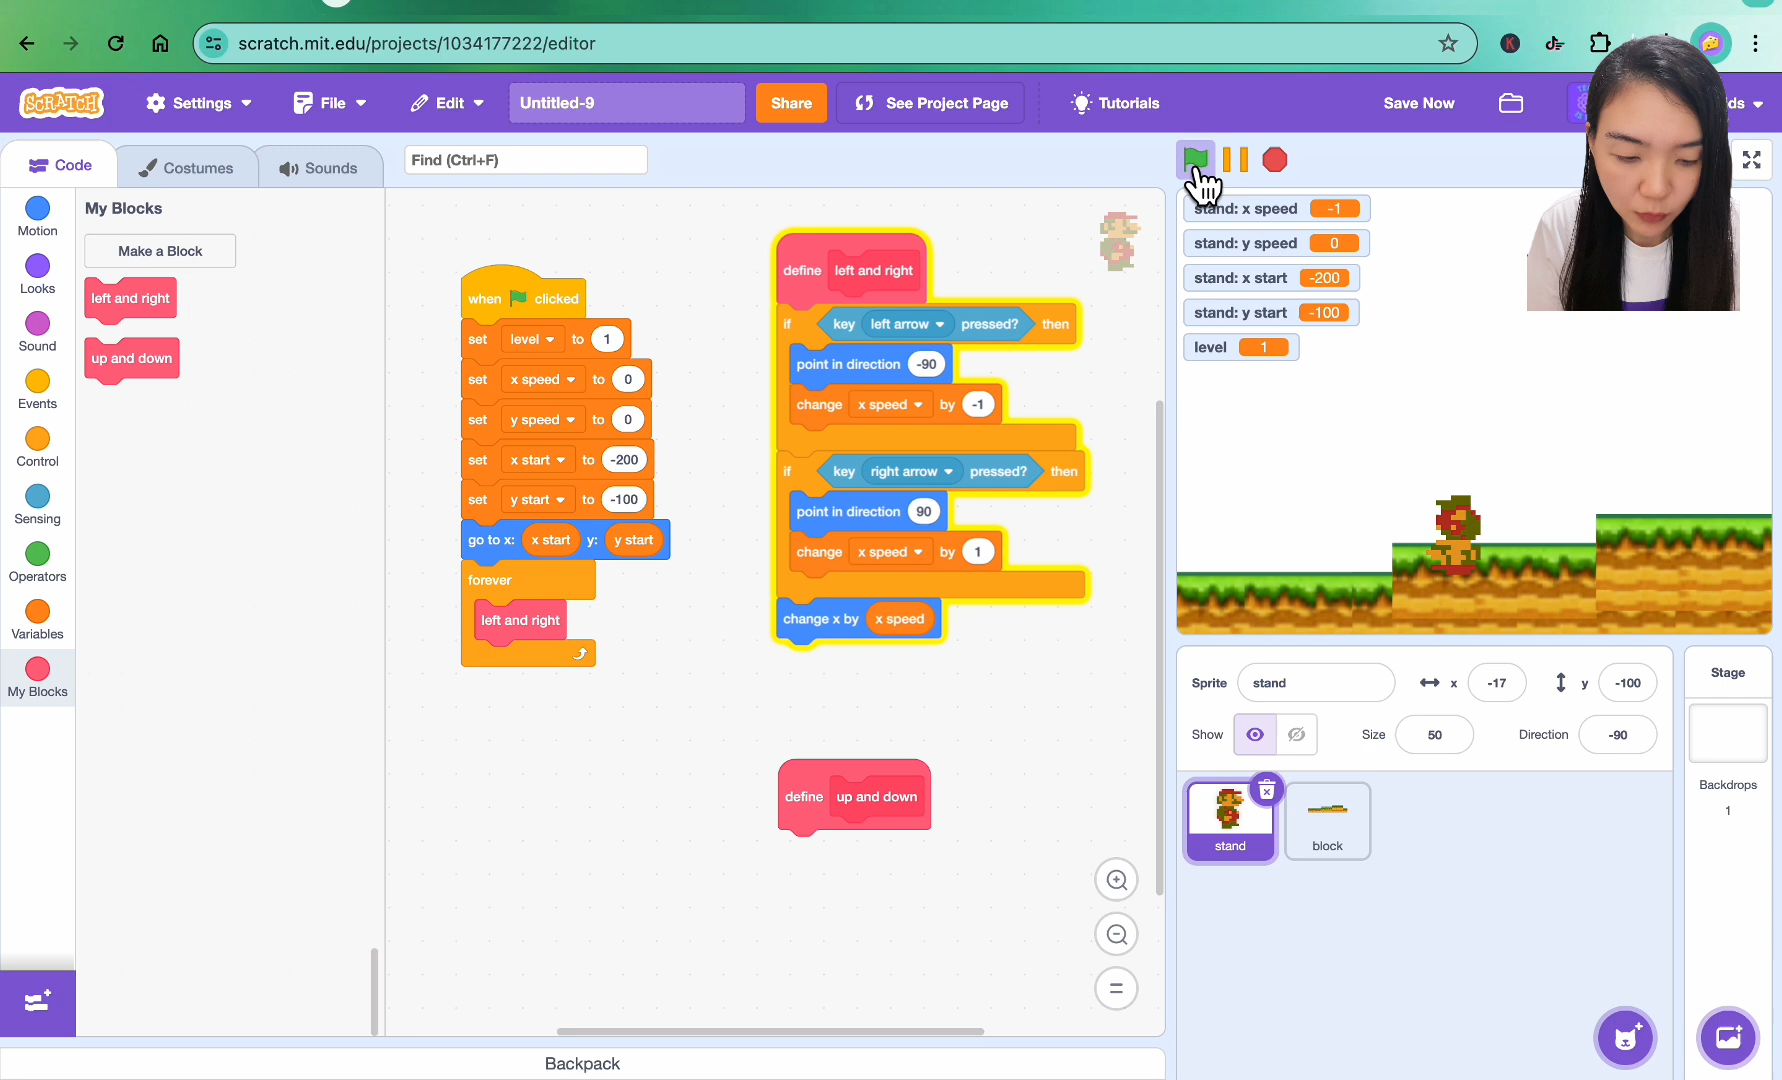 scratch.mit.edu/projects/1034177222/editor
SCRATCH
Settings
File
Edit
Untitled-9
Share
See Project Page
Tutorials
Save Now
ds
Code
Costumes
Sounds
Find (Ctrl+F)
Motion
Looks
Sound
Events
Control
Sensing
Operators
Variables
My Blocks
My Blocks
Make a Block
left and right
up and down
when clicked
set level to 1
set x speed to 0
set y speed to 0
set x start to -200
set y start to -100
go to x: x start y: y start
forever
left and right
define left and right
if key left arrow pressed? then
point in direction -90
change x speed by -1
if key right arrow pressed? then
point in direction 90
change x speed by 1
change x by x speed
define up and down
=
Backpack
stand: x speed -1
stand: y speed 0
stand: x start -200
stand: y start -100
level 1
Sprite stand x -17 y -100
Show Size 50 Direction -90
stand
block
Stage
Backdrops
1